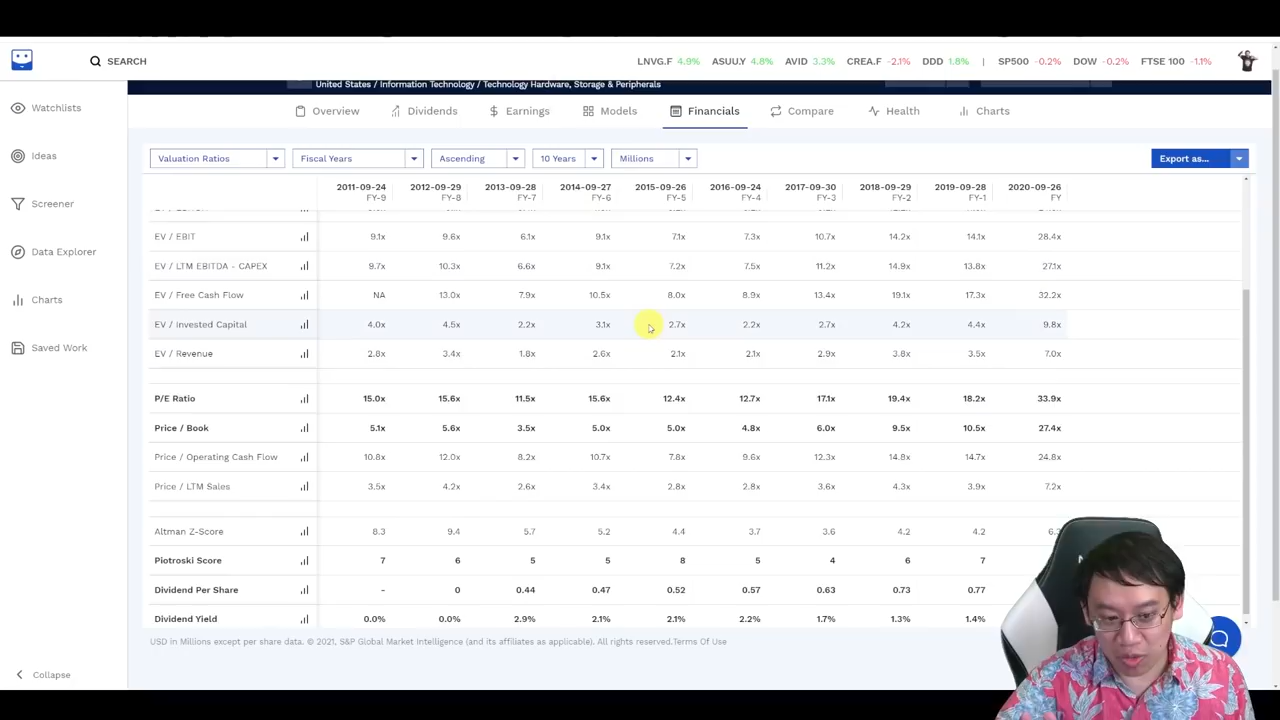 SEARCH
LNVG.F 4.9% ASUU.Y 4.8% AVID 3.3% CREA.F -2.1% DDD 1.8% | SP500 -0.2% DOW -0.2% FTSE 100 -1.1%
United States / Information Technology / Technology Hardware, Storage & Peripherals
Watchlists
Ideas
Screener
Data Explorer
Charts
Saved Work
Collapse
Overview Dividends Earnings Models Financials Compare Health Charts
Valuation Ratios Fiscal Years Ascending 10 Years Millions Export as...
2011-09-24 2012-09-29 2013-09-28 2014-09-27 2015-09-26 2016-09-24 2017-09-30 2018-09-29 2019-09-28 2020-09-26
FY-9 FY-8 FY-7 FY-6 FY-5 FY-4 FY-3 FY-2 FY-1 FY
EV / EBIT 9.1x 9.6x 6.1x 9.1x 7.1x 7.3x 10.7x 14.2x 14.1x 28.4x
EV / LTM EBITDA - CAPEX 9.7x 10.3x 6.6x 9.1x 7.2x 7.5x 11.2x 14.9x 13.8x 27.1x
EV / Free Cash Flow NA 13.0x 7.9x 10.5x 8.0x 8.9x 13.4x 19.1x 17.3x 32.2x
EV / Invested Capital 4.0x 4.5x 2.2x 3.1x 2.7x 2.2x 2.7x 4.2x 4.4x 9.8x
EV / Revenue 2.8x 3.4x 1.8x 2.6x 2.1x 2.1x 2.9x 3.8x 3.5x 7.0x
P/E Ratio 15.0x 15.6x 11.5x 15.6x 12.4x 12.7x 17.1x 19.4x 18.2x 33.9x
Price / Book 5.1x 5.6x 3.5x 5.0x 5.0x 4.8x 6.0x 9.5x 10.5x 27.4x
Price / Operating Cash Flow 10.8x 12.0x 8.2x 10.7x 7.8x 9.6x 12.3x 14.8x 14.7x 24.8x
Price / LTM Sales 3.5x 4.2x 2.6x 3.4x 2.8x 2.8x 3.6x 4.3x 3.9x 7.2x
Altman Z-Score 8.3 9.4 5.7 5.2 4.4 3.7 3.6 4.2 4.2
Piotroski Score 7 6 5 5 8 5 4 6 7
Dividend Per Share - 0 0.44 0.47 0.52 0.57 0.63 0.73 0.77
Dividend Yield 0.0% 0.0% 2.9% 2.1% 2.1% 2.2% 1.7% 1.3% 1.4%
USD in Millions except per share data. © 2021, S&P Global Market Intelligence (and its affiliates as applicable). All rights reserved.Terms Of Use